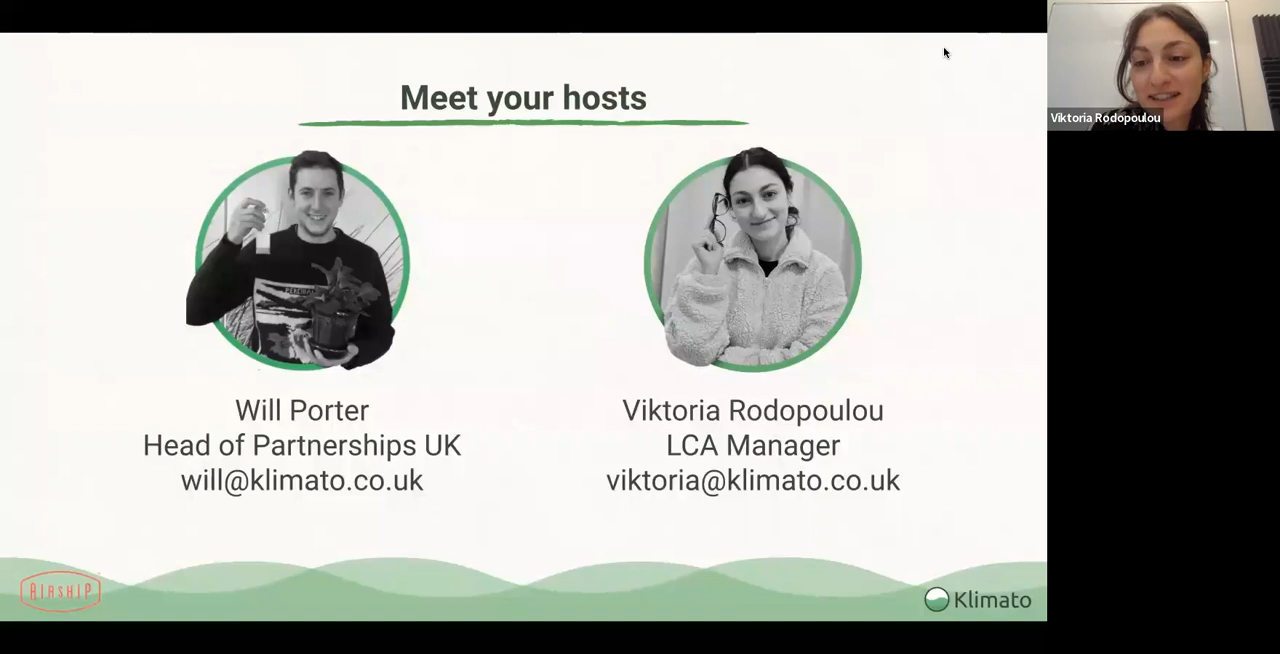 Meet your hosts
Will Porter
Head of Partnerships UK
will@klimato.co.uk
Viktoria Rodopoulou
LCA Manager
viktoria@klimato.co.uk
AIRSHIP
Klimato
Viktoria Rodopoulou